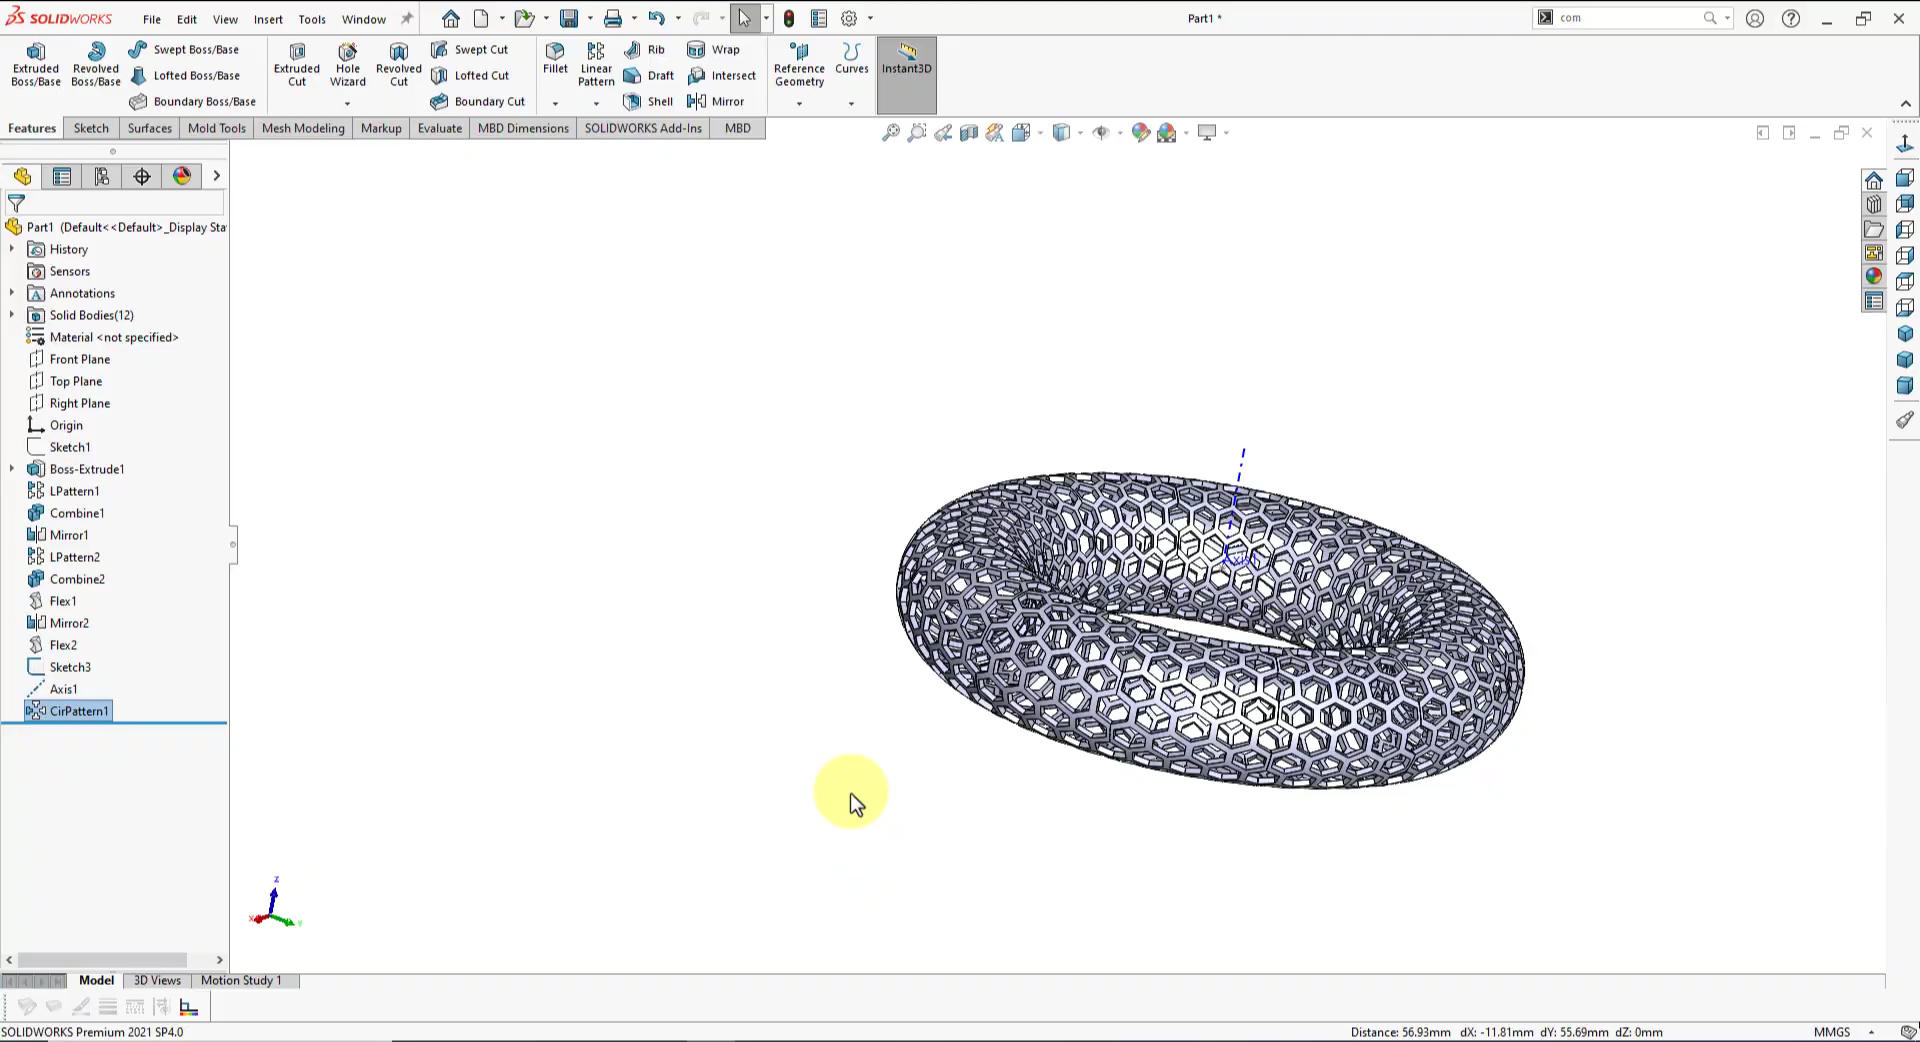 SOLIDWORKS File Edit View Insert Tools Window Part1 * com
Extruded Boss/Base
Revolved Boss/Base
Swept Boss/Base
Lofted Boss/Base
Boundary Boss/Base
Extruded Cut
Hole Wizard
Revolved Cut
Swept Cut
Lofted Cut
Boundary Cut
Fillet
Linear Pattern
Rib
Draft
Shell
Wrap
Intersect
Mirror
Reference Geometry
Curves
Instant3D
Features Sketch Surfaces Mold Tools Mesh Modeling Markup Evaluate MBD Dimensions SOLIDWORKS Add-Ins MBD
Part1 (Default<<Default>_Display Sta
History
Sensors
Annotations
Solid Bodies(12)
Material <not specified>
Front Plane
Top Plane
Right Plane
Origin
Sketch1
Boss-Extrude1
LPattern1
Combine1
Mirror1
LPattern2
Combine2
Flex1
Mirror2
Flex2
Sketch3
Axis1
CirPattern1
Axis1
z
x
y
Model 3D Views Motion Study 1
SOLIDWORKS Premium 2021 SP4.0 Distance: 56.93mm dX: -11.81mm dY: 55.69mm dZ: 0mm MMGS